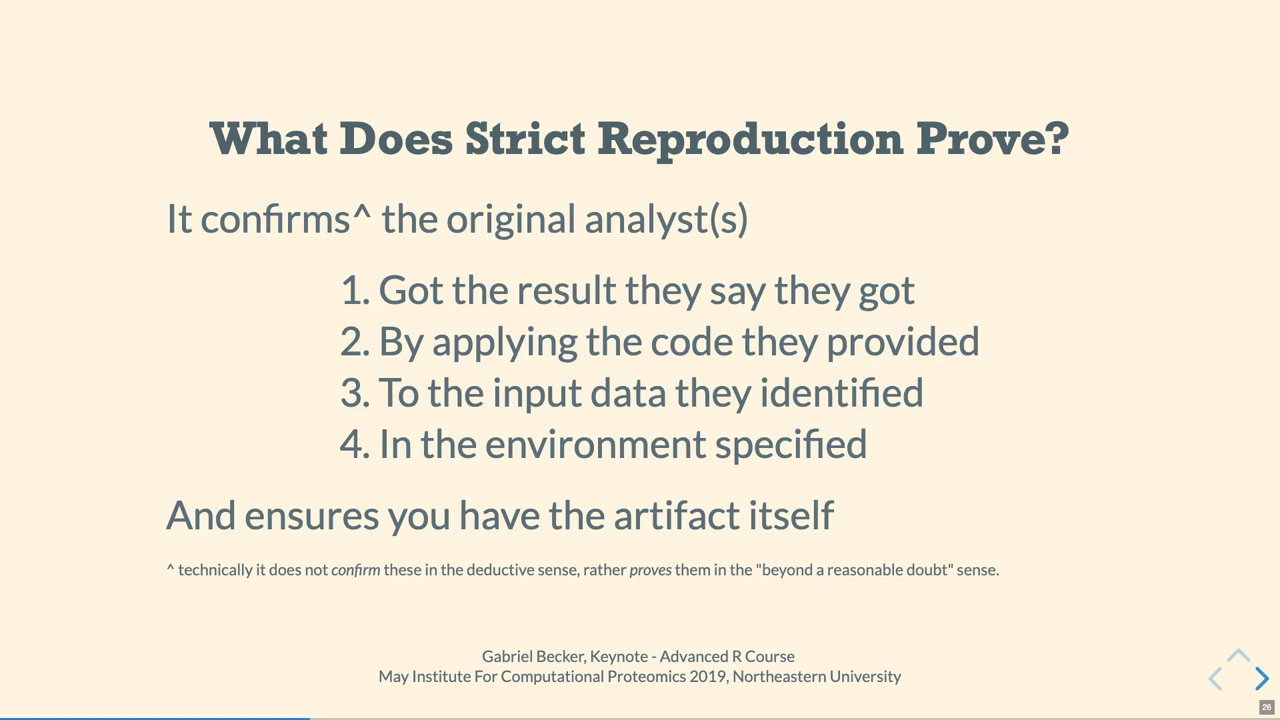 What Does Strict Reproduction Prove?
It confirms^ the original analyst(s)
1. Got the result they say they got
2. By applying the code they provided
3. To the input data they identified
4. In the environment specified
And ensures you have the artifact itself
^ technically it does not confirm these in the deductive sense, rather proves them in the "beyond a reasonable doubt" sense.
Gabriel Becker, Keynote - Advanced R Course
May Institute For Computational Proteomics 2019, Northeastern University
26